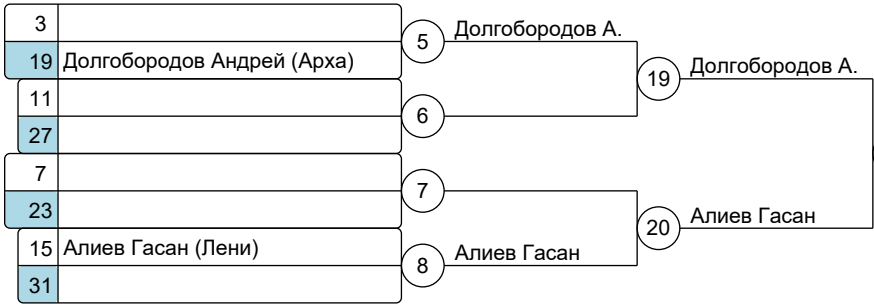 3
5 Долгобородов А.
19 Долгобородов Андрей (Арха)
19 Долгобородов А.
11
6
27
7
7
23
15 Алиев Гасан (Лени)
8 Алиев Гасан
20 Алиев Гасан
31